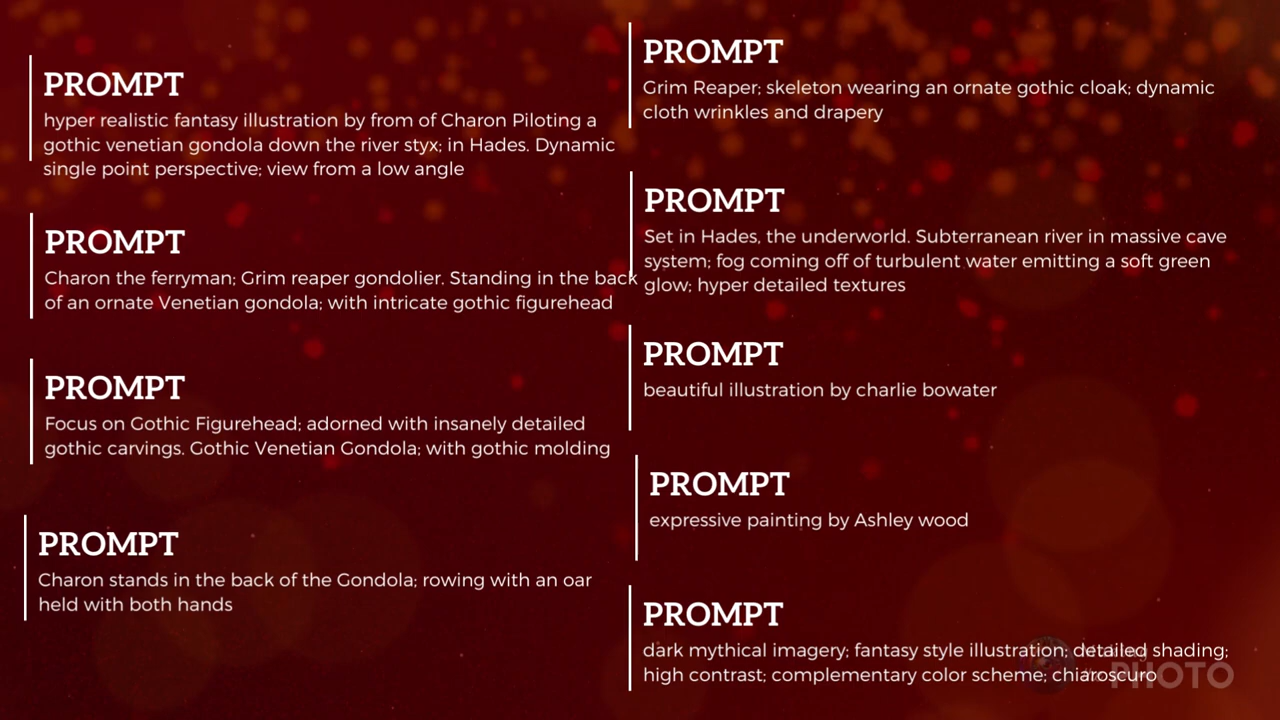 PROMPT
hyper realistic fantasy illustration by from of Charon Piloting a
gothic venetian gondola down the river styx; in Hades. Dynamic
single point perspective; view from a low angle
PROMPT
Charon the ferryman; Grim reaper gondolier. Standing in the back
of an ornate Venetian gondola; with intricate gothic figurehead
PROMPT
Focus on Gothic Figurehead; adorned with insanely detailed
gothic carvings. Gothic Venetian Gondola; with gothic molding
PROMPT
Charon stands in the back of the Gondola; rowing with an oar
held with both hands
PROMPT
Grim Reaper; skeleton wearing an ornate gothic cloak; dynamic
cloth wrinkles and drapery
PROMPT
Set in Hades, the underworld. Subterranean river in massive cave
system; fog coming off of turbulent water emitting a soft green
glow; hyper detailed textures
PROMPT
beautiful illustration by charlie bowater
PROMPT
expressive painting by Ashley wood
PROMPT
dark mythical imagery; fantasy style illustration; detailed shading;
high contrast; complementary color scheme; chiaroscuro
PHOTO